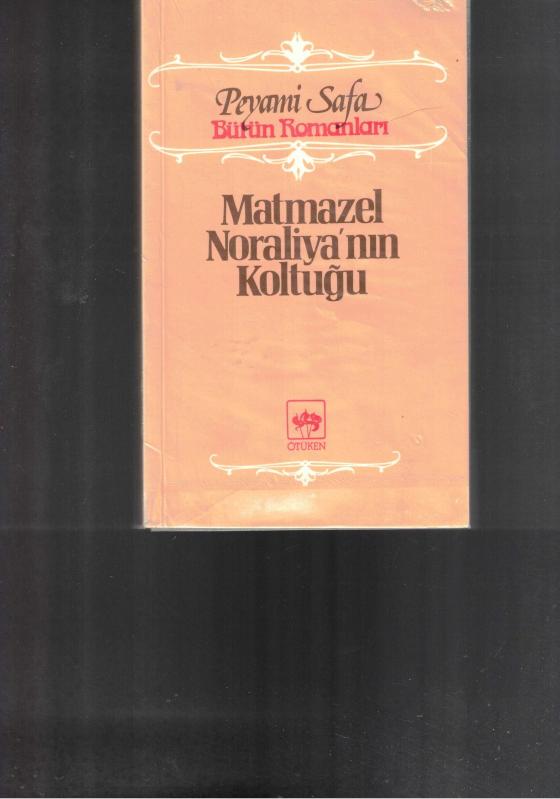 Peyami Safa
Bütün Romanları
Matmazel
Noraliya'nın
Koltuğu
ÖTÜKEN